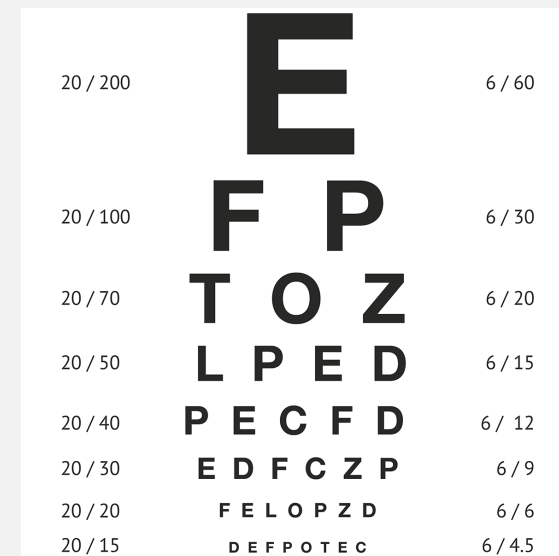 20 / 200 E 6 / 60
20 / 100 F P 6 / 30
20 / 70 T O Z 6 / 20
20 / 50 L P E D 6 / 15
20 / 40 P E C F D 6 / 12
20 / 30 E D F C Z P 6 / 9
20 / 20 F E L O P Z D 6 / 6
20 / 15 D E F P O T E C 6 / 4.5